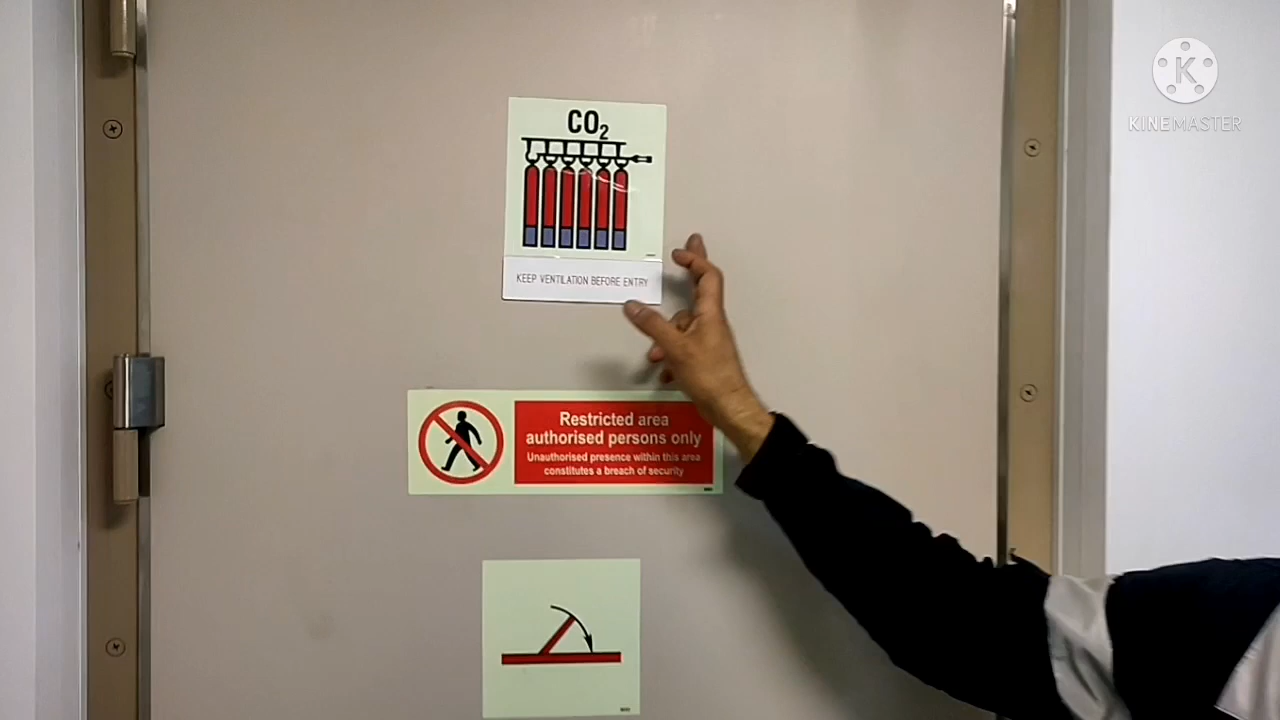 CO₂
KEEP VENTILATION BEFORE ENTRY
Restricted area
authorised persons only
Unauthorised presence within this area
constitutes a breach of security
K
KINEMASTER